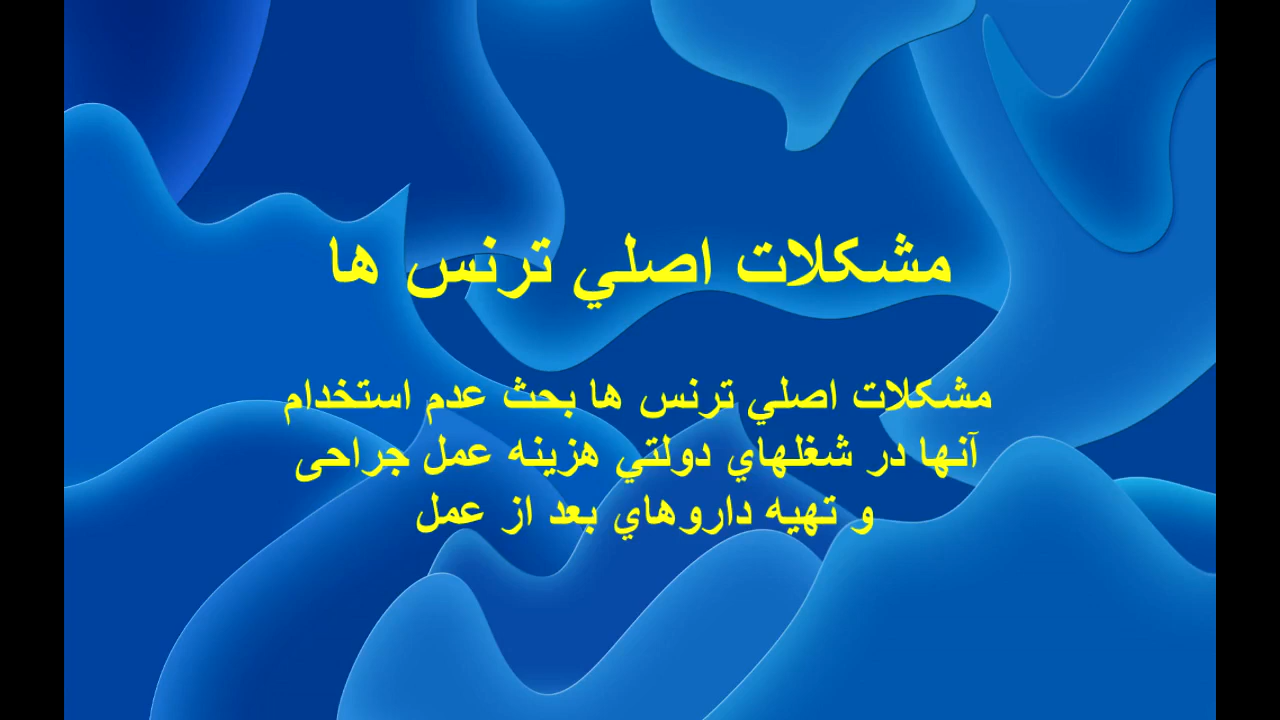 مشكلات اصلي ترنس ها
مشكلات اصلي ترنس ها بحث عدم استخدام
آنها در شغلهاي دولتي هزينه عمل جراحی
و تهيه داروهاي بعد از عمل